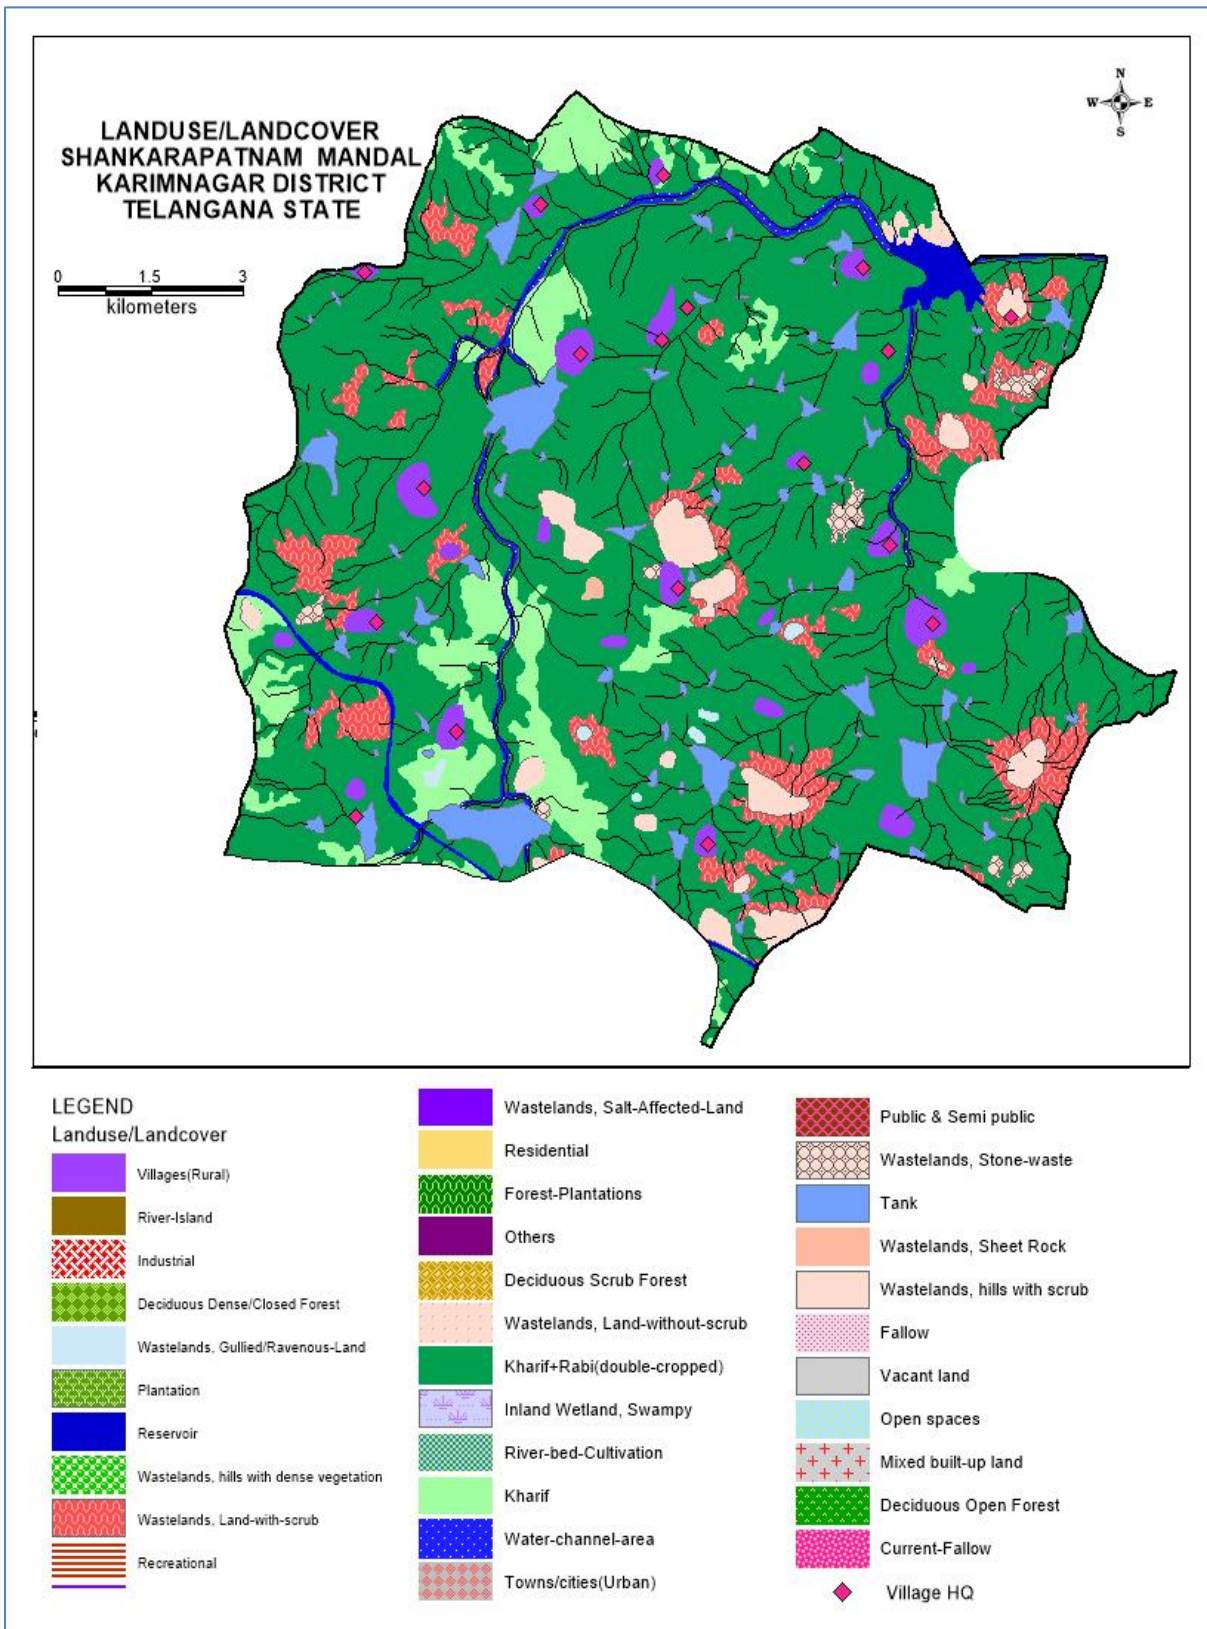 LANDUSE/LANDCOVER
SHANKARAPATNAM MANDAL
KARIMNAGAR DISTRICT
TELANGANA STATE
0 1.5 3
kilometers
N
W E
S
LEGEND
Landuse/Landcover
Villages(Rural)
River-Island
Industrial
Deciduous Dense/Closed Forest
Wastelands, Gullied/Ravenous-Land
Plantation
Reservoir
Wastelands, hills with dense vegetation
Wastelands, Land-with-scrub
Recreational
Wastelands, Salt-Affected-Land
Residential
Forest-Plantations
Others
Deciduous Scrub Forest
Wastelands, Land-without-scrub
Kharif+Rabi(double-cropped)
Inland Wetland, Swampy
River-bed-Cultivation
Kharif
Water-channel-area
Towns/cities(Urban)
Public & Semi public
Wastelands, Stone-waste
Tank
Wastelands, Sheet Rock
Wastelands, hills with scrub
Fallow
Vacant land
Open spaces
Mixed built-up land
Deciduous Open Forest
Current-Fallow
Village HQ